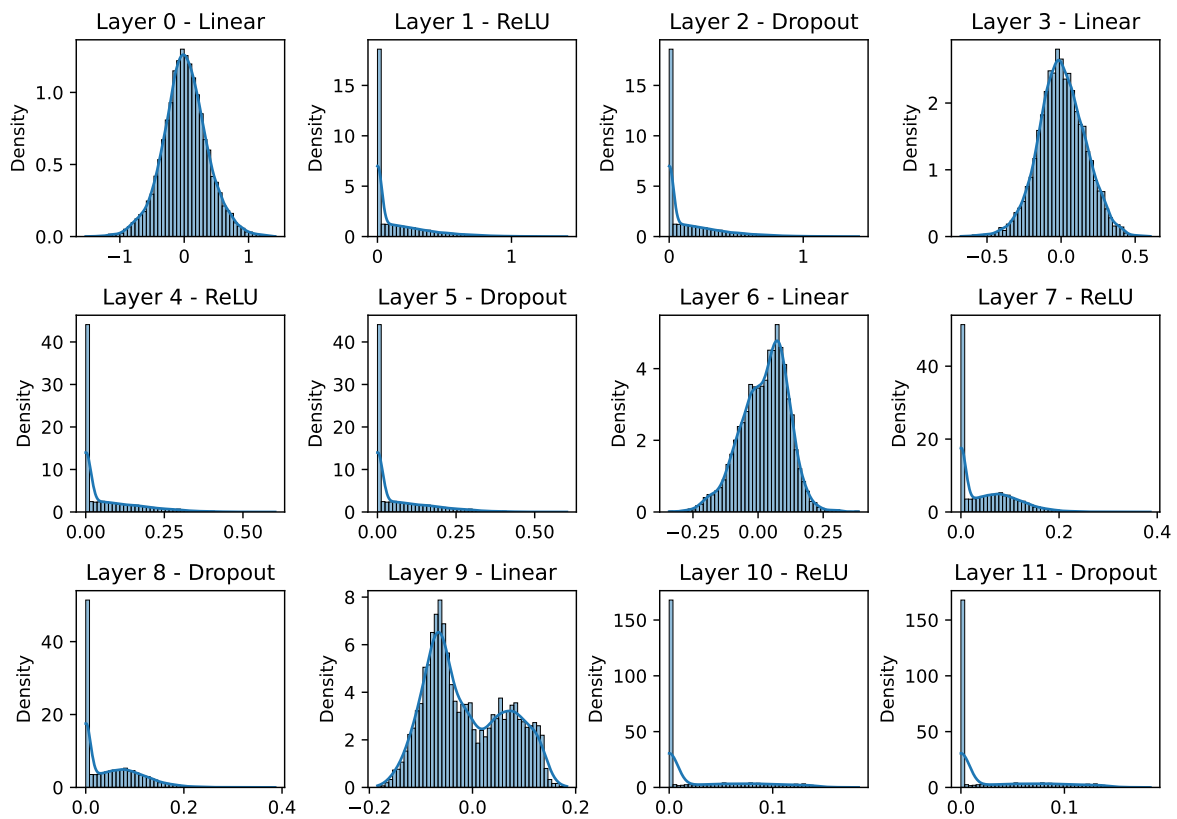 Layer 0 - Linear
Density
1.0
0.5
0.0
−1 0 1
Layer 1 - ReLU
Density
15
10
5
0
0 1
Layer 2 - Dropout
Density
15
10
5
0
0 1
Layer 3 - Linear
Density
2
1
0
−0.5 0.0 0.5
Layer 4 - ReLU
Density
40
30
20
10
0
0.00 0.25 0.50
Layer 5 - Dropout
Density
40
30
20
10
0
0.00 0.25 0.50
Layer 6 - Linear
Density
4
2
0
−0.25 0.00 0.25
Layer 7 - ReLU
Density
40
20
0
0.0 0.2 0.4
Layer 8 - Dropout
Density
40
20
0
0.0 0.2 0.4
Layer 9 - Linear
Density
8
6
4
2
0
−0.2 0.0 0.2
Layer 10 - ReLU
Density
150
100
50
0
0.0 0.1
Layer 11 - Dropout
Density
150
100
50
0
0.0 0.1